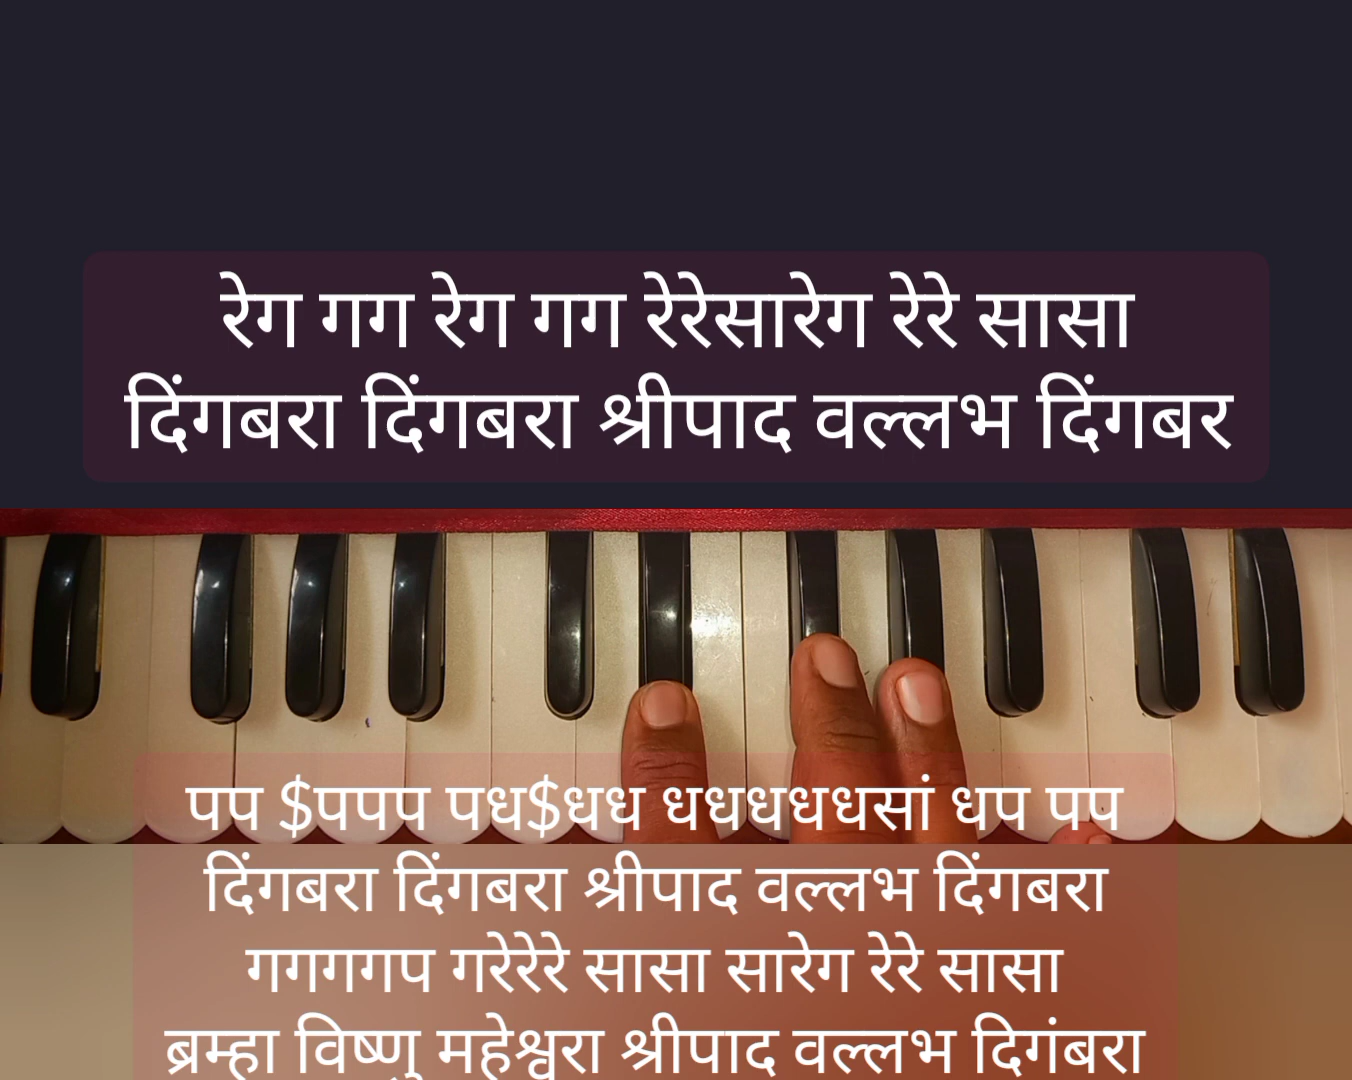 रेग गग रेग गग रेरेसारेग रेरे सासा
दिंगबरा दिंगबरा श्रीपाद वल्लभ दिंगबर
पप $पपप पध$धध धधधधधसां धप पप
दिंगबरा दिंगबरा श्रीपाद वल्लभ दिंगबरा
गगगगप गरेरेरे सासा सारेग रेरे सासा
ब्रम्हा विष्णु महेश्वरा श्रीपाद वल्लभ दिगंबरा